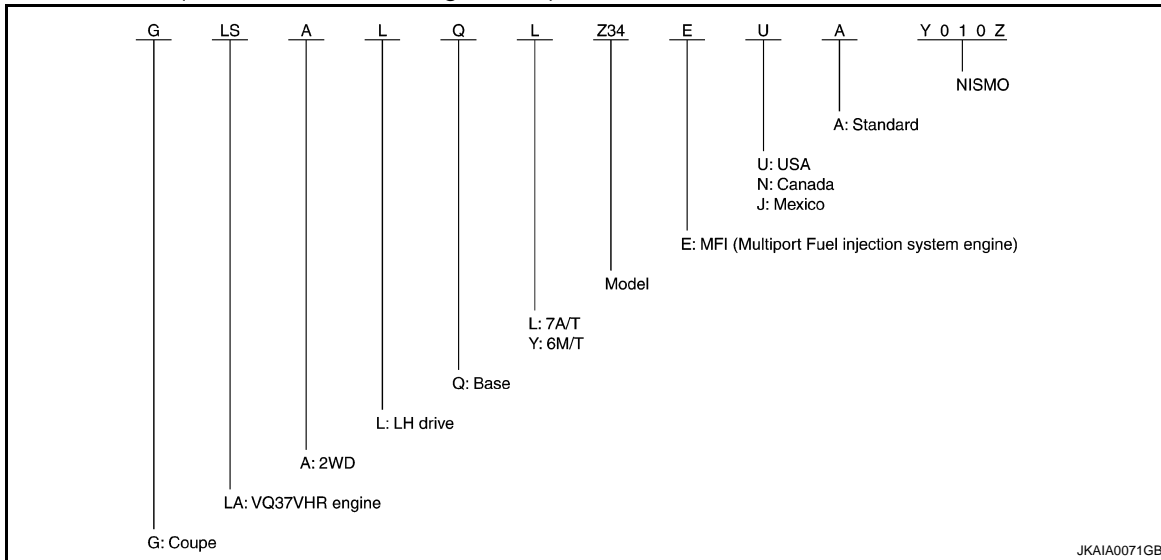 G LS A L Q L Z34 E U A Y 0 1 0 Z
NISMO
A: Standard
U: USA
N: Canada
J: Mexico
E: MFI (Multiport Fuel injection system engine)
Model
L: 7A/T
Y: 6M/T
Q: Base
L: LH drive
A: 2WD
LA: VQ37VHR engine
G: Coupe
JKAIA0071GB